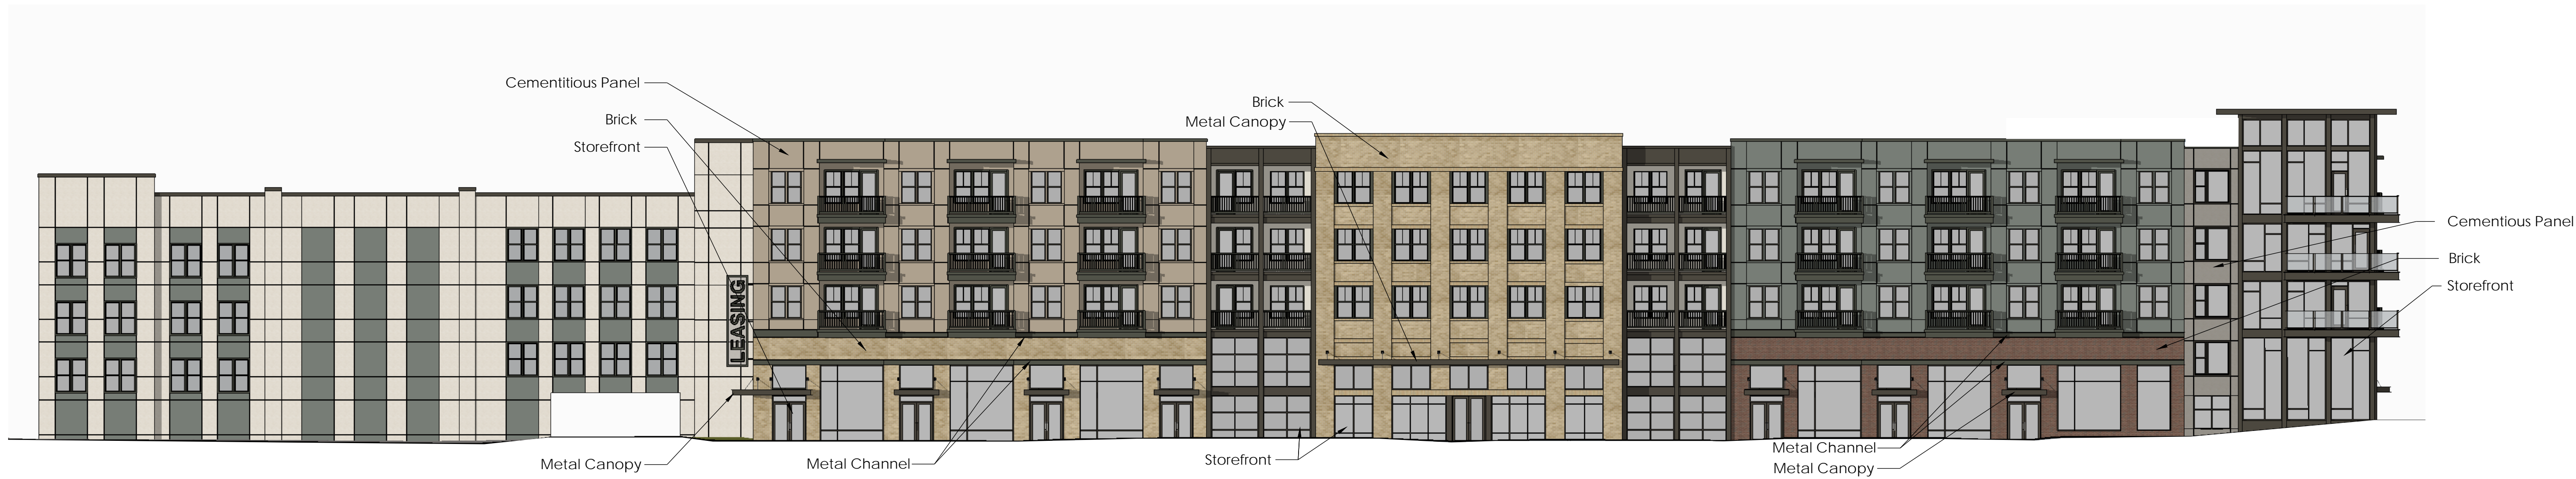 Cementitious Panel
Brick
Storefront
Brick
Metal Canopy
Cementious Panel
Brick
Storefront
LEASING
Metal Canopy
Metal Channel
Storefront
Metal Channel
Metal Canopy